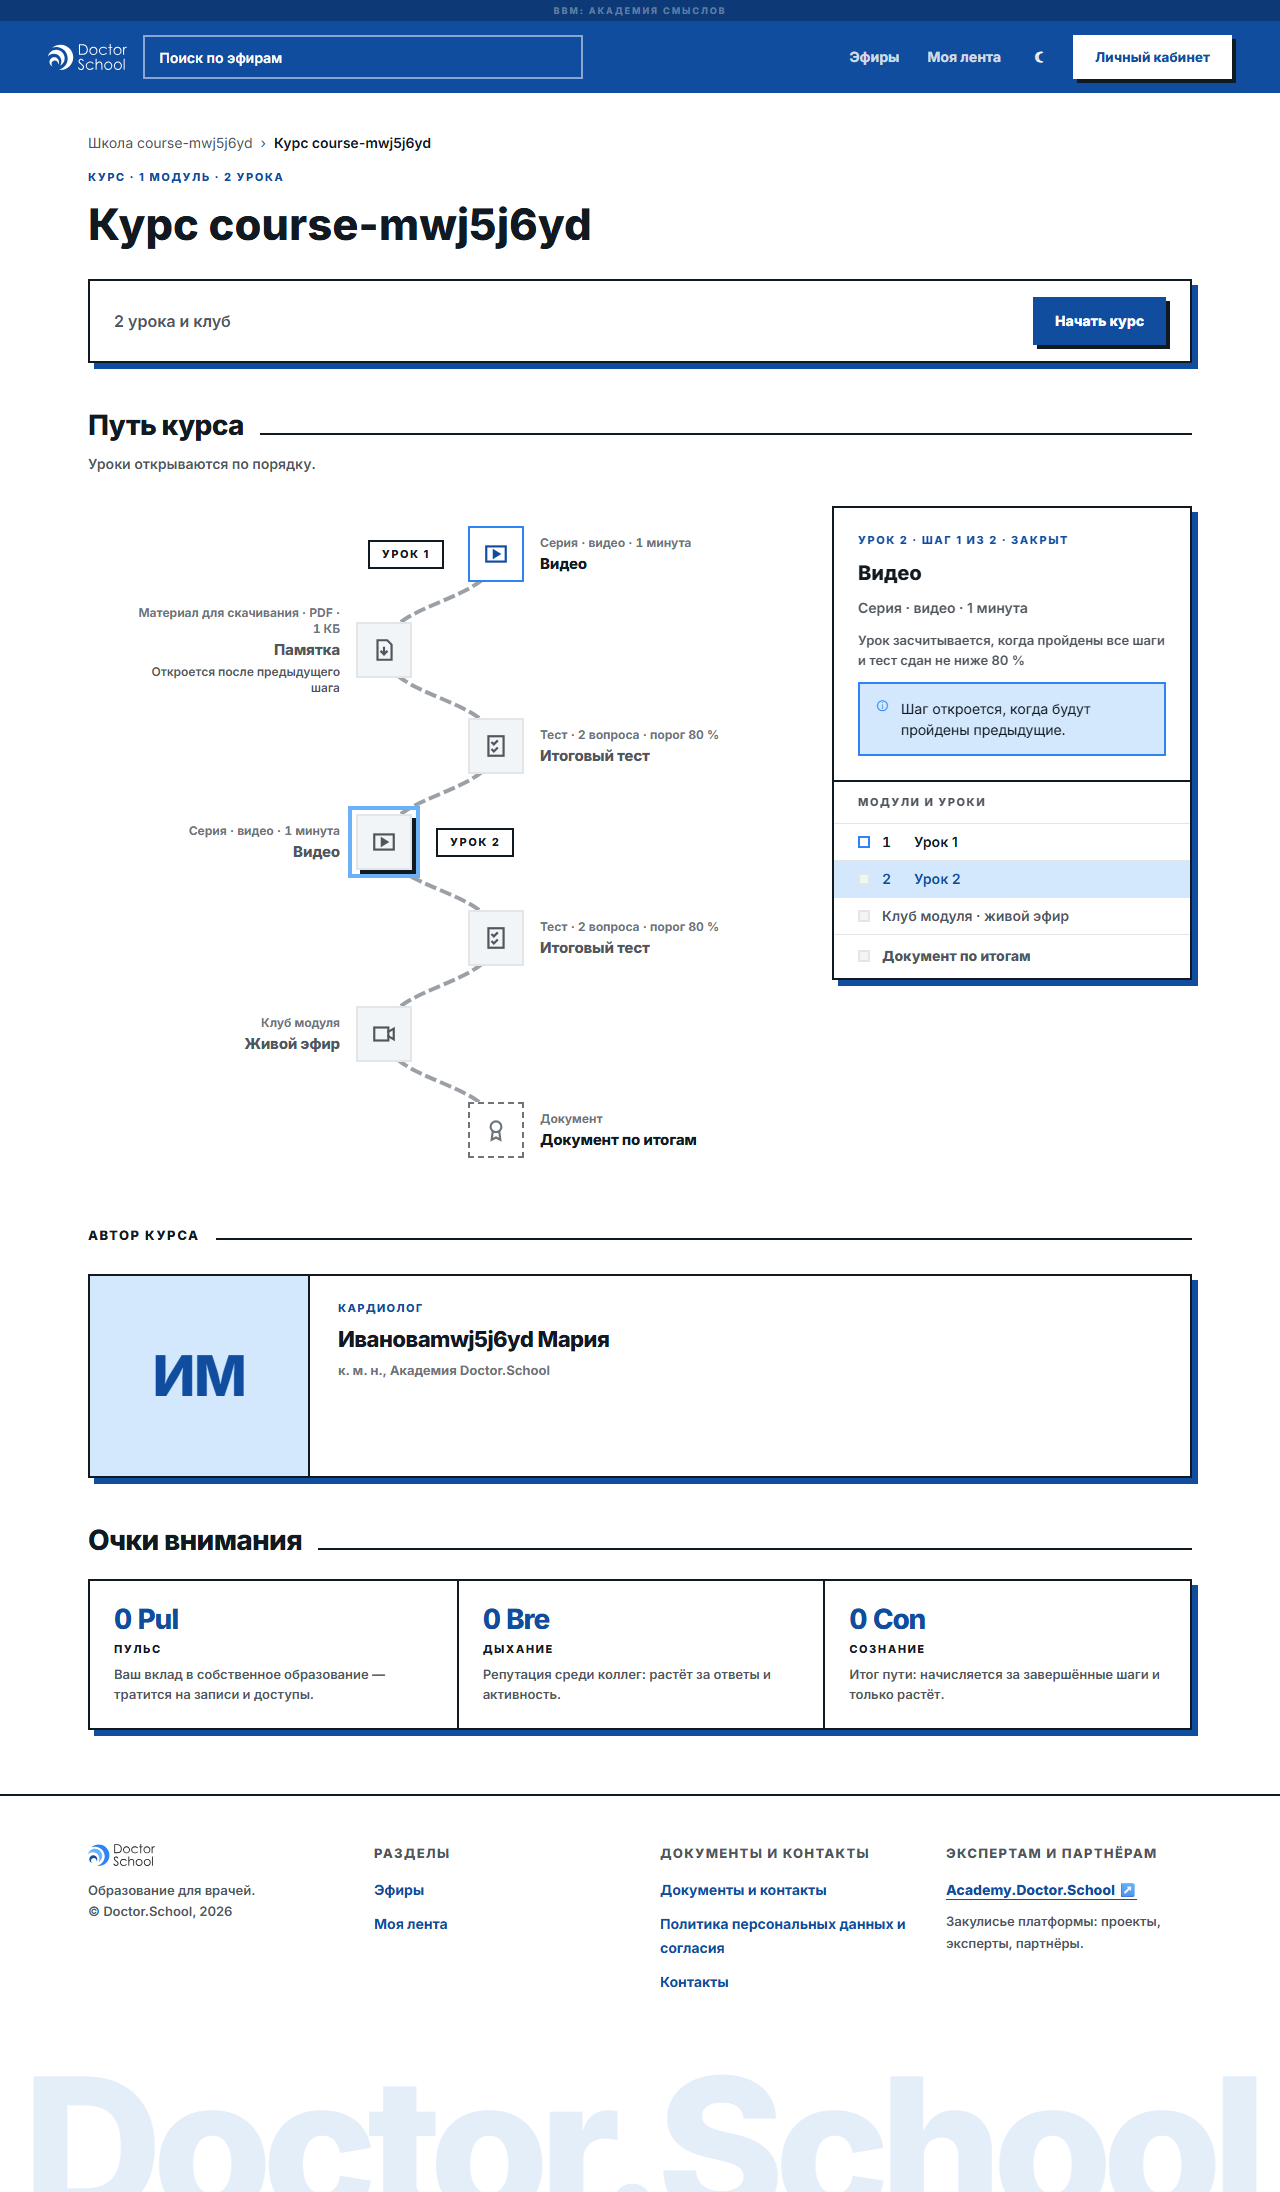 ВВМ: АКАДЕМИЯ СМЫСЛОВ
Doctor School
Поиск по эфирам
Эфиры
Моя лента
Личный кабинет
Школа course-mwj5j6yd › Курс course-mwj5j6yd
КУРС · 1 МОДУЛЬ · 2 УРОКА
Курс course-mwj5j6yd
2 урока и клуб
Начать курс
Путь курса
Уроки открываются по порядку.
УРОК 1
Серия · видео · 1 минута
Видео
Материал для скачивания · PDF ·
1 КБ
Памятка
Откроется после предыдущего
шага
Тест · 2 вопроса · порог 80 %
Итоговый тест
Серия · видео · 1 минута
Видео
УРОК 2
Тест · 2 вопроса · порог 80 %
Итоговый тест
Клуб модуля
Живой эфир
Документ
Документ по итогам
УРОК 2 · ШАГ 1 ИЗ 2 · ЗАКРЫТ
Видео
Серия · видео · 1 минута
Урок засчитывается, когда пройдены все шаги
и тест сдан не ниже 80 %
Шаг откроется, когда будут
пройдены предыдущие.
МОДУЛИ И УРОКИ
1 Урок 1
2 Урок 2
Клуб модуля · живой эфир
Документ по итогам
АВТОР КУРСА
ИМ
КАРДИОЛОГ
Ивановаmwj5j6yd Мария
к. м. н., Академия Doctor.School
Очки внимания
0 Pul
ПУЛЬС
Ваш вклад в собственное образование —
тратится на записи и доступы.
0 Bre
ДЫХАНИЕ
Репутация среди коллег: растёт за ответы и
активность.
0 Con
СОЗНАНИЕ
Итог пути: начисляется за завершённые шаги и
только растёт.
Doctor School
Образование для врачей.
© Doctor.School, 2026
РАЗДЕЛЫ
Эфиры
Моя лента
ДОКУМЕНТЫ И КОНТАКТЫ
Документы и контакты
Политика персональных данных и
согласия
Контакты
ЭКСПЕРТАМ И ПАРТНЁРАМ
Academy.Doctor.School ↗
Закулисье платформы: проекты,
эксперты, партнёры.
Doctor.School